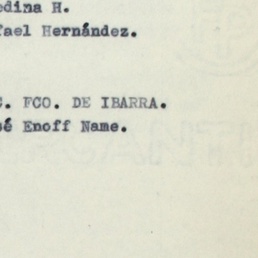 edina H.
fael Hernández.
C. FCO. DE IBARRA.
sé Enoff Name.